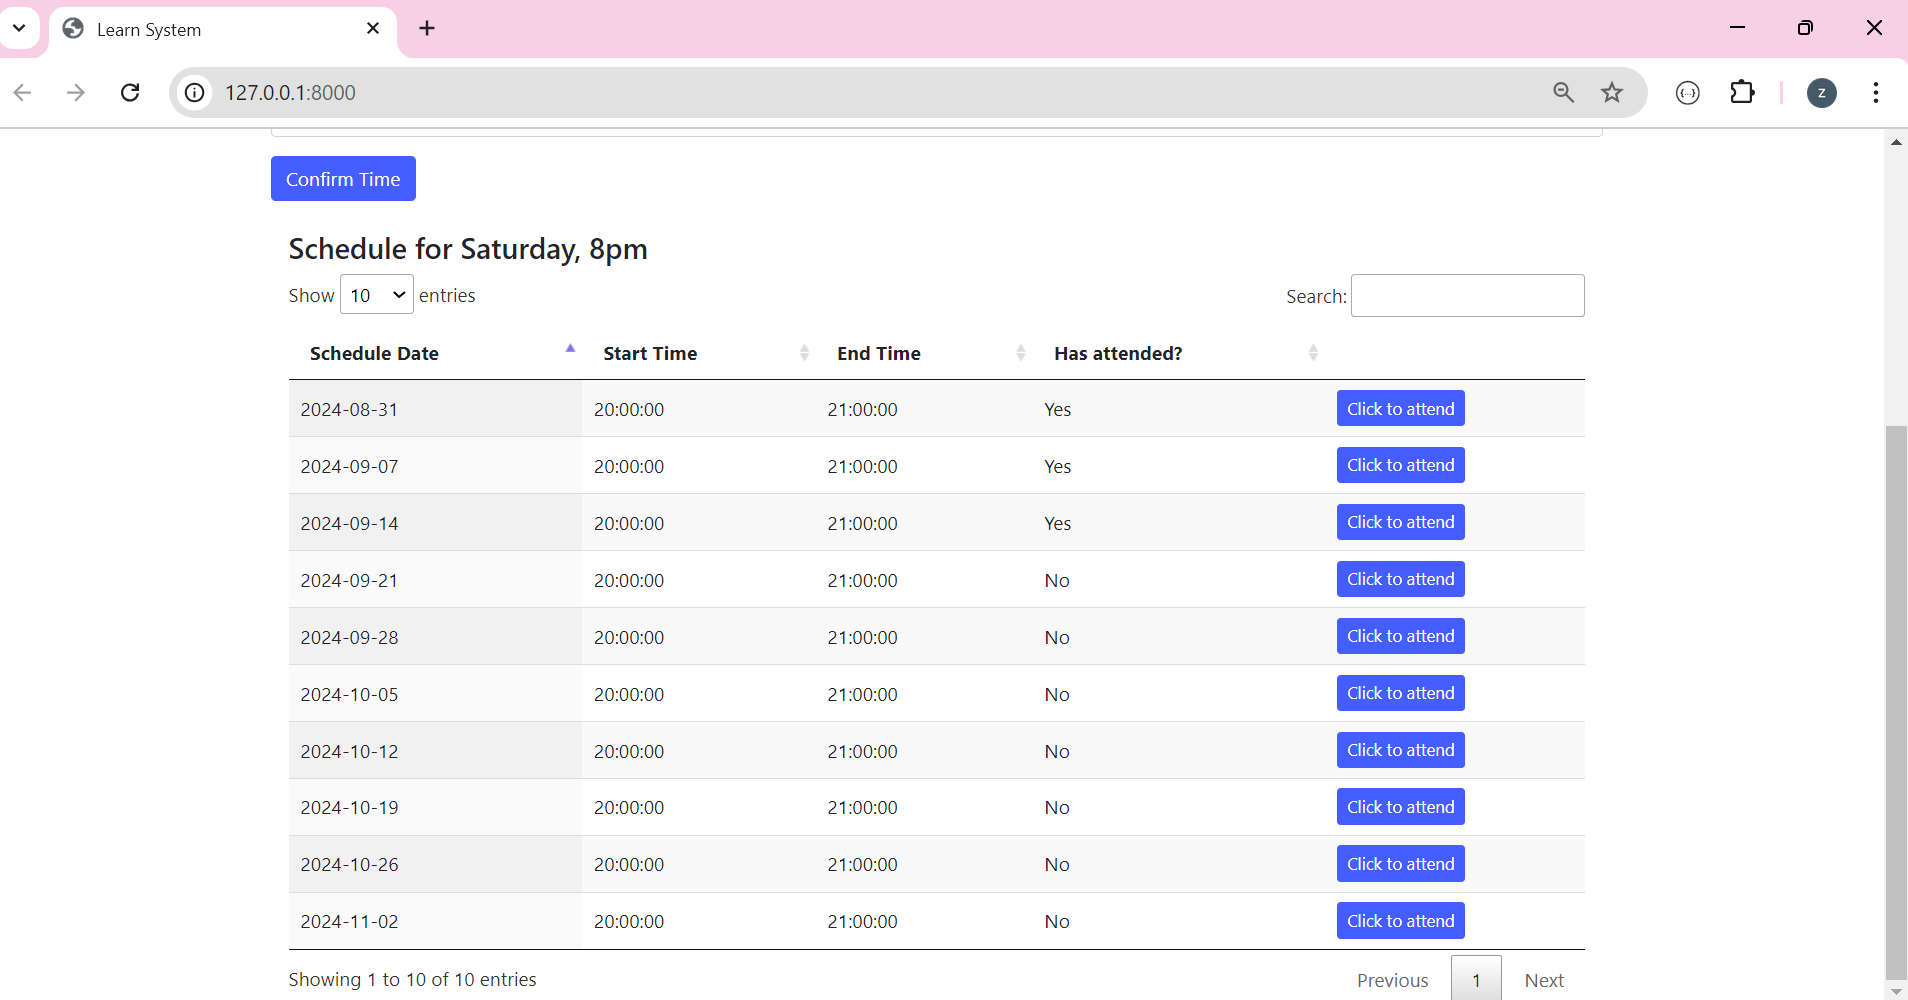 Learn System
127.0.0.1:8000
z
Confirm Time
Schedule for Saturday, 8pm
Show 10 entries Search:
Schedule Date Start Time End Time Has attended?
2024-08-31 20:00:00 21:00:00 Yes Click to attend
2024-09-07 20:00:00 21:00:00 Yes Click to attend
2024-09-14 20:00:00 21:00:00 Yes Click to attend
2024-09-21 20:00:00 21:00:00 No Click to attend
2024-09-28 20:00:00 21:00:00 No Click to attend
2024-10-05 20:00:00 21:00:00 No Click to attend
2024-10-12 20:00:00 21:00:00 No Click to attend
2024-10-19 20:00:00 21:00:00 No Click to attend
2024-10-26 20:00:00 21:00:00 No Click to attend
2024-11-02 20:00:00 21:00:00 No Click to attend
Showing 1 to 10 of 10 entries Previous 1 Next